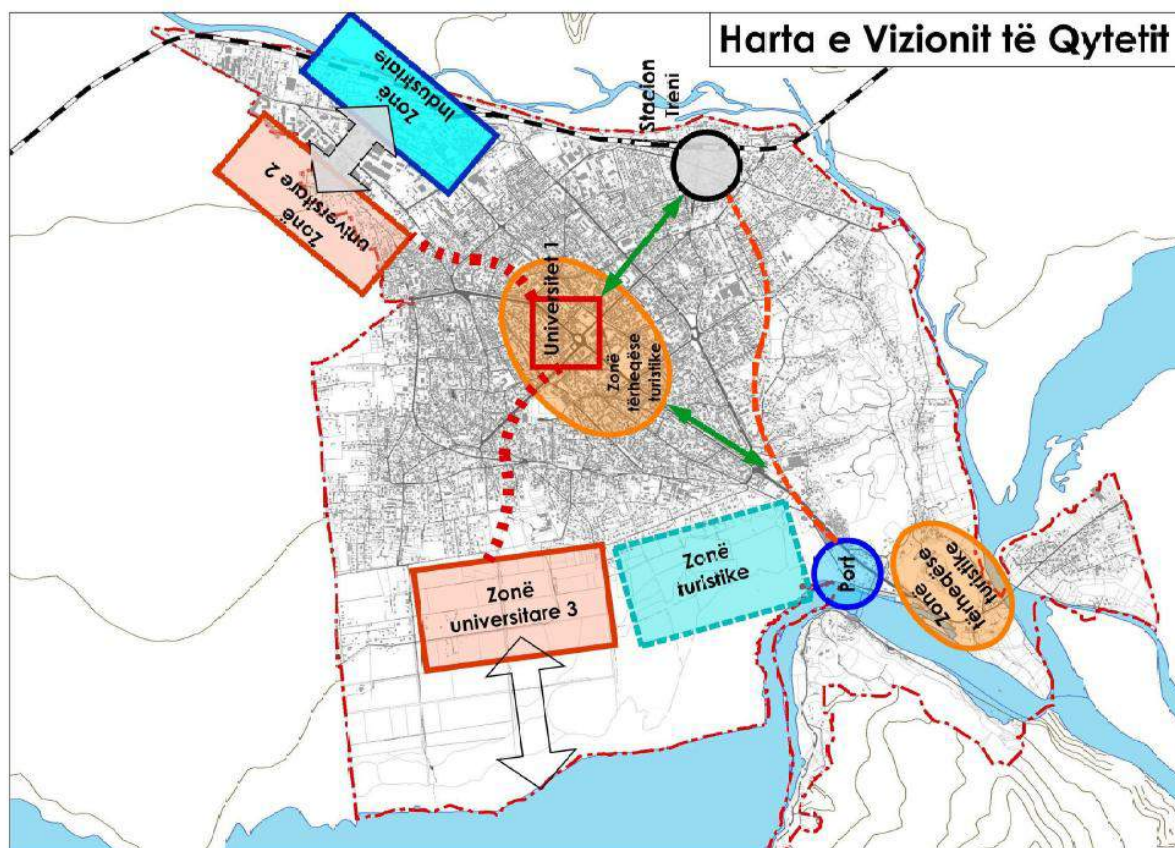 Harta e Vizionit të Qytetit
Zonë
Industriale
Stacion
Treni
Zonë
universitare 2
Universitet 1
Zonë
tërheqëse
turistike
Zonë
universitare 3
Zonë
turistike
Port
Zonë
tërheqëse
turistike